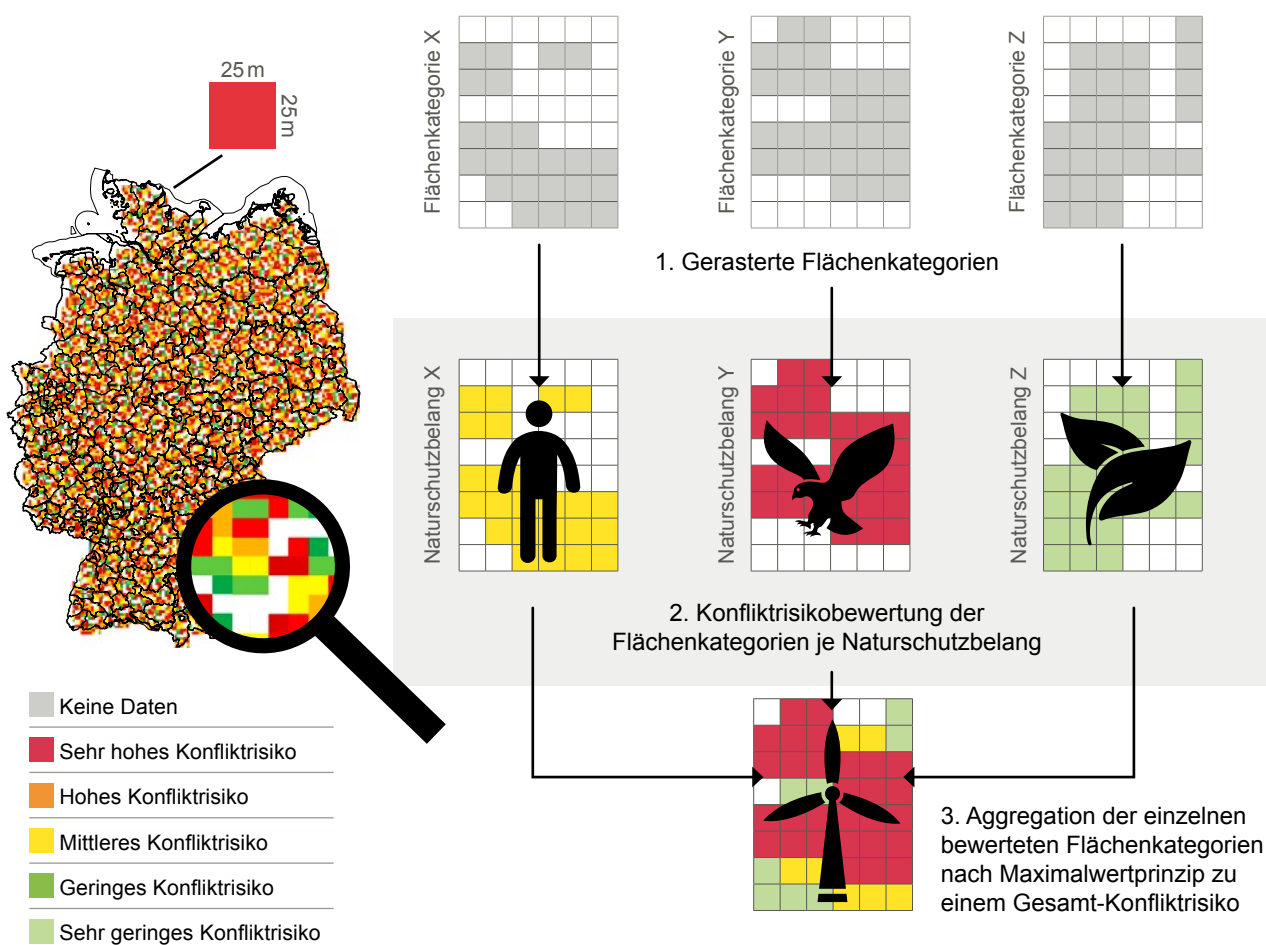 25 m
25 m
Flächenkategorie X
Flächenkategorie Y
Flächenkategorie Z
1. Gerasterte Flächenkategorien
Naturschutzbelang X
Naturschutzbelang Y
Naturschutzbelang Z
2. Konfliktrisikobewertung der
Flächenkategorien je Naturschutzbelang
Keine Daten
Sehr hohes Konfliktrisiko
Hohes Konfliktrisiko
Mittleres Konfliktrisiko
Geringes Konfliktrisiko
Sehr geringes Konfliktrisiko
3. Aggregation der einzelnen
bewerteten Flächenkategorien
nach Maximalwertprinzip zu
einem Gesamt-Konfliktrisiko